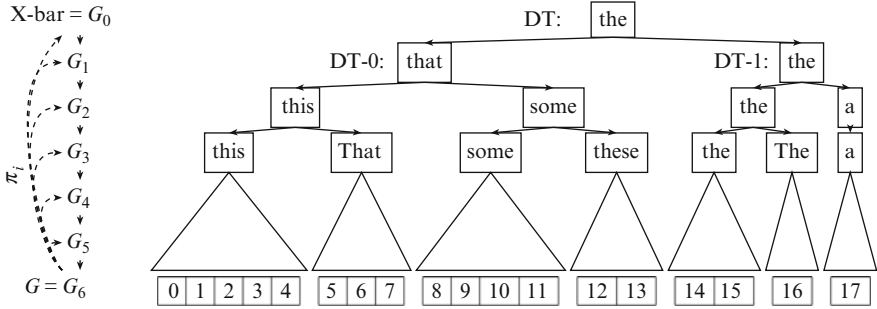 X-bar = G0
DT: the
DT-0: that
DT-1: the
G1
G2
this
some
the
a
G3
this
That
some
these
the
The
a
πi
G4
G5
G = G6
0 1 2 3 4
5 6 7
8 9 10 11
12 13
14 15
16
17